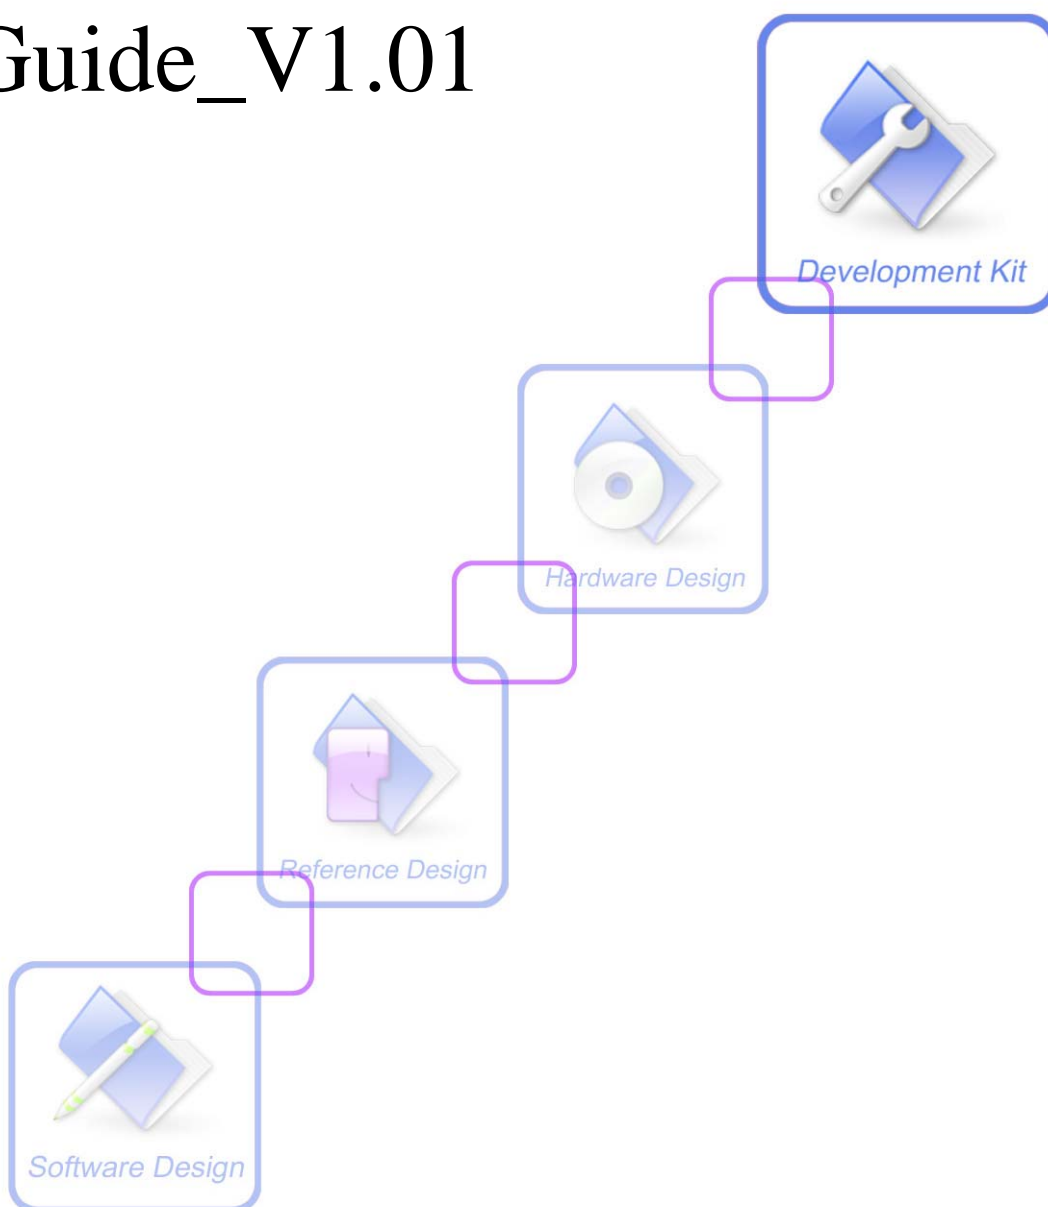 Guide_V1.01
Development Kit
Hardware Design
Reference Design
Software Design